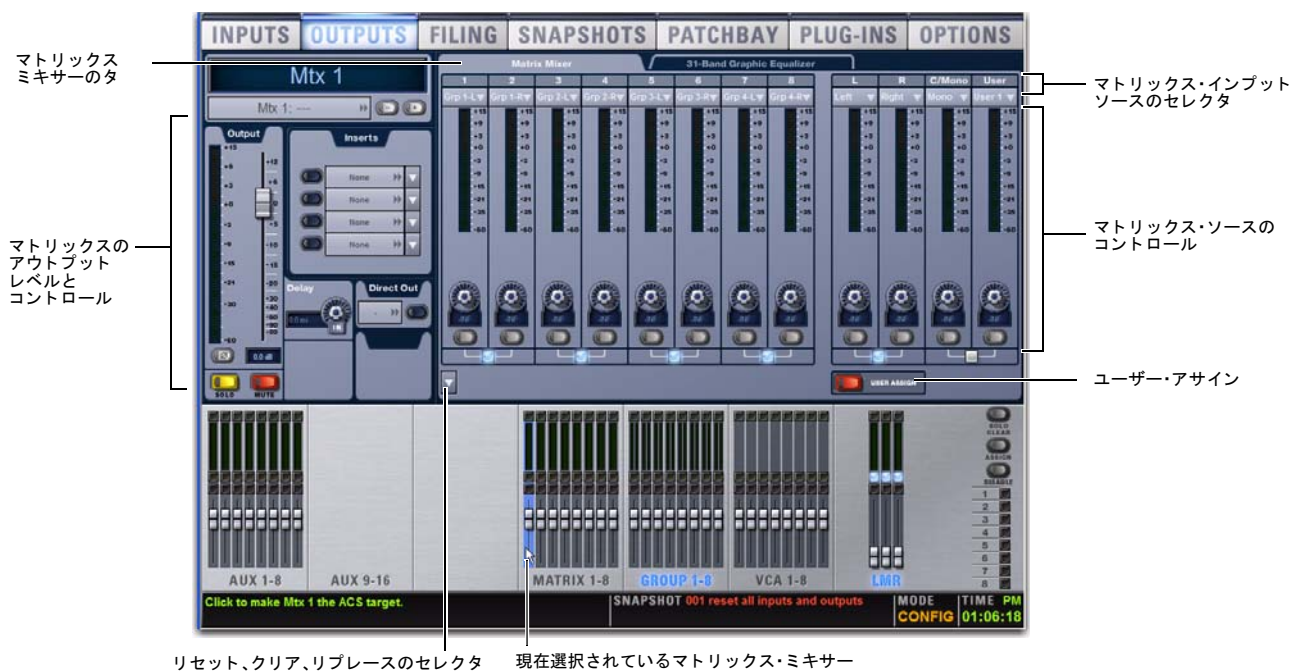 INPUTS OUTPUTS FILING SNAPSHOTS PATCHBAY PLUG-INS OPTIONS
マトリックス
ミキサーのタ
Mtx 1
Matrix Mixer
31-Band Graphic Equalizer
1 2 3 4 5 6 7 8 L R C/Mono User
マトリックス・インプット
ソースのセレクタ
Mtx 1: ---
Grp 1-L Grp 1-R Grp 2-L Grp 2-R Grp 3-L Grp 3-R Grp 4-L Grp 4-R Left Right Mono User 1
Output
Inserts
None
None
None
None
マトリックスの
アウトプット
レベルと
コントロール
マトリックス・ソースの
コントロール
Delay
Direct Out
IN
0.0 dB
SOLO MUTE
USER ASSIGN
ユーザー・アサイン
SOLO
CLEAR
ASSIGN
DISABLE
1
2
3
4
5
6
7
8
AUX 1-8 AUX 9-16 MATRIX 1-8 GROUP 1-8 VCA 1-8 LMR
Click to make Mtx 1 the ACS target.
SNAPSHOT 001 reset all inputs and outputs
MODE
CONFIG
TIME PM
01:06:18
リセット、クリア、リプレースのセレクタ
現在選択されているマトリックス・ミキサー